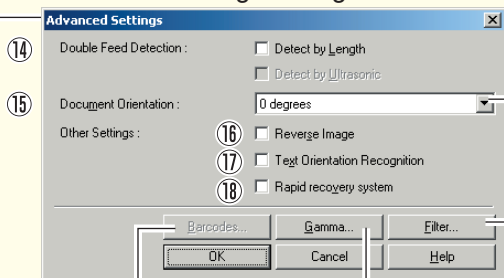 Advanced Settings
⑭ Double Feed Detection : Detect by Length
Detect by Ultrasonic
⑮ Document Orientation : 0 degrees
Other Settings : ⑯ Reverse Image
⑰ Text Orientation Recognition
⑱ Rapid recovery system
Barcodes... Gamma... Filter...
OK Cancel Help